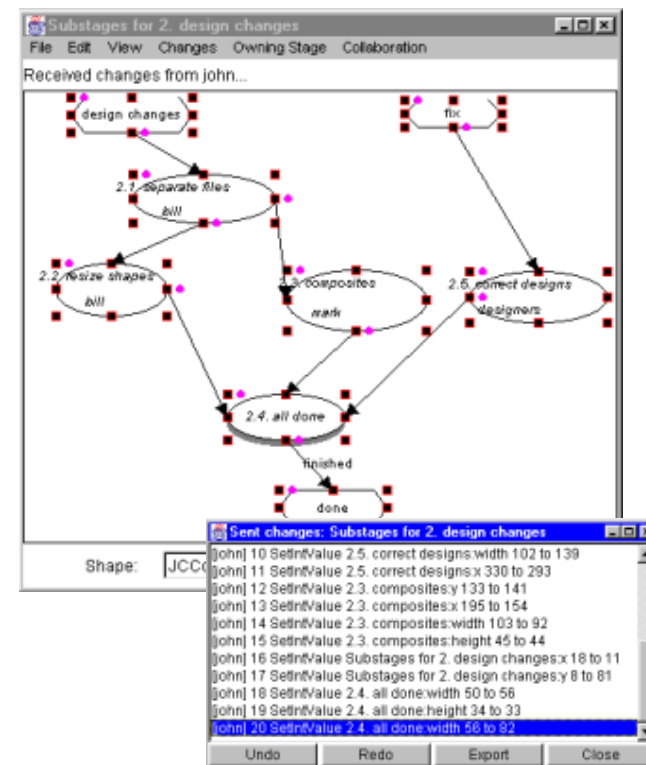 Substages for 2. design changes
File Edit View Changes Owning Stage Collaboration
Received changes from john...
design changes
fix
2.1. separate files
bill
2.2. resize shapes
bill
2.3. composites
mark
2.5. correct designs
designers
2.4. all done
finished
done
Shape:
Sent changes: Substages for 2. design changes
[john] 10 SetIntValue 2.5. correct designs:width 102 to 139
[john] 11 SetIntValue 2.5. correct designs:x 330 to 293
[john] 12 SetIntValue 2.3. composites:y 133 to 141
[john] 13 SetIntValue 2.3. composites:x 195 to 154
[john] 14 SetIntValue 2.3. composites:width 103 to 92
[john] 15 SetIntValue 2.3. composites:height 45 to 44
[john] 16 SetIntValue Substages for 2. design changes:x 18 to 11
[john] 17 SetIntValue Substages for 2. design changes:y 8 to 81
[john] 18 SetIntValue 2.4. all done:width 50 to 56
[john] 19 SetIntValue 2.4. all done:height 34 to 33
[john] 20 SetIntValue 2.4. all done:width 56 to 82
Undo Redo Export Close